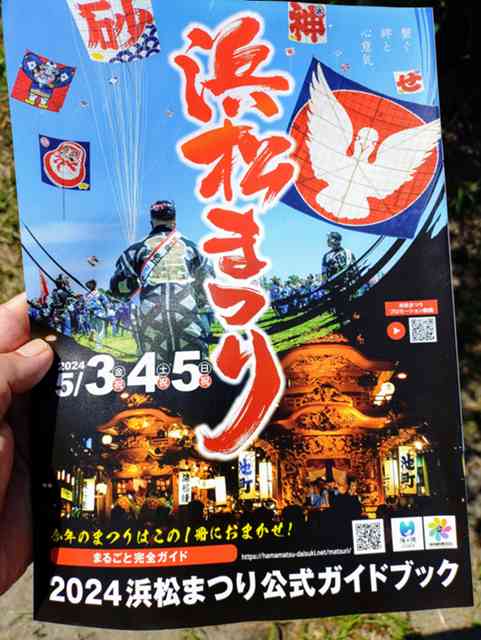 砂
神
繋ぐ
絆と
心意気
せ
浜松まつり
浜松まつり
プロモーション動画
2024
5/3金祝4土祝5日祝
池町
池町
今年のまつりはこの1冊におまかせ!
まるごと完全ガイド
https://hamamatsu-daisuki.net/matsuri/
2024 浜松まつり公式ガイドブック